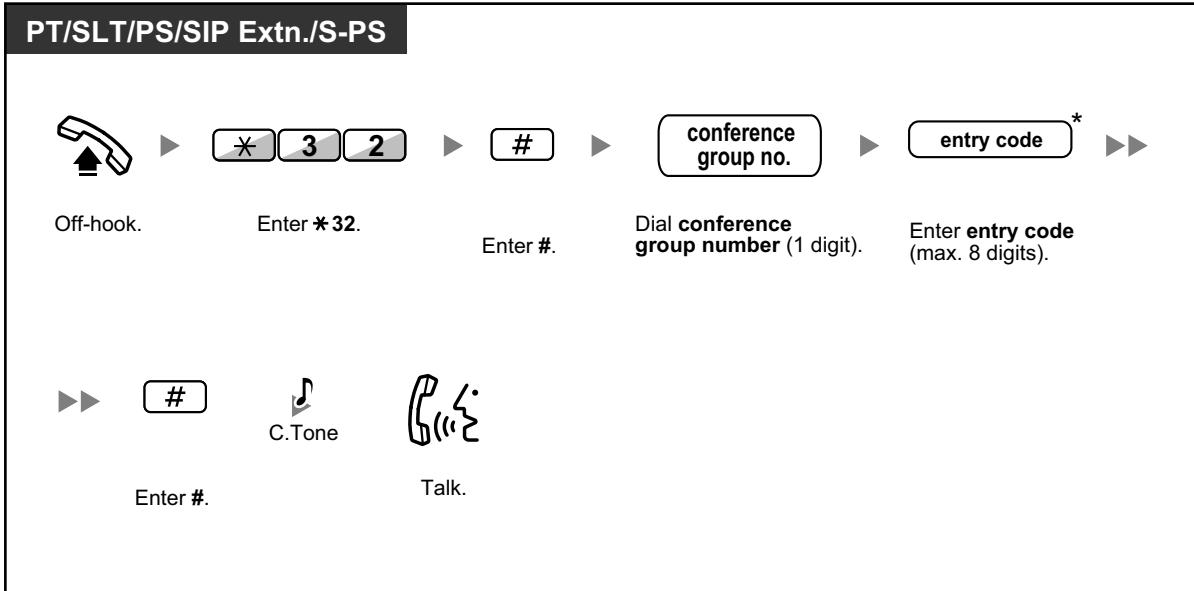 PT/SLT/PS/SIP Extn./S-PS
* 3 2
#
conference
group no.
entry code*
Off-hook.
Enter *32.
Enter #.
Dial conference
group number (1 digit).
Enter entry code
(max. 8 digits).
#
C.Tone
Enter #.
Talk.